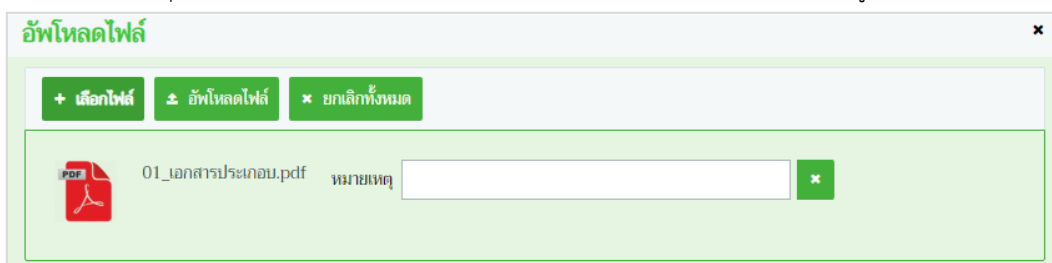 อัพโหลดไฟล์
+ เลือกไฟล์ อัพโหลดไฟล์ × ยกเลิกทั้งหมด
PDF 01_เอกสารประเกอบ.pdf หมายเหตุ